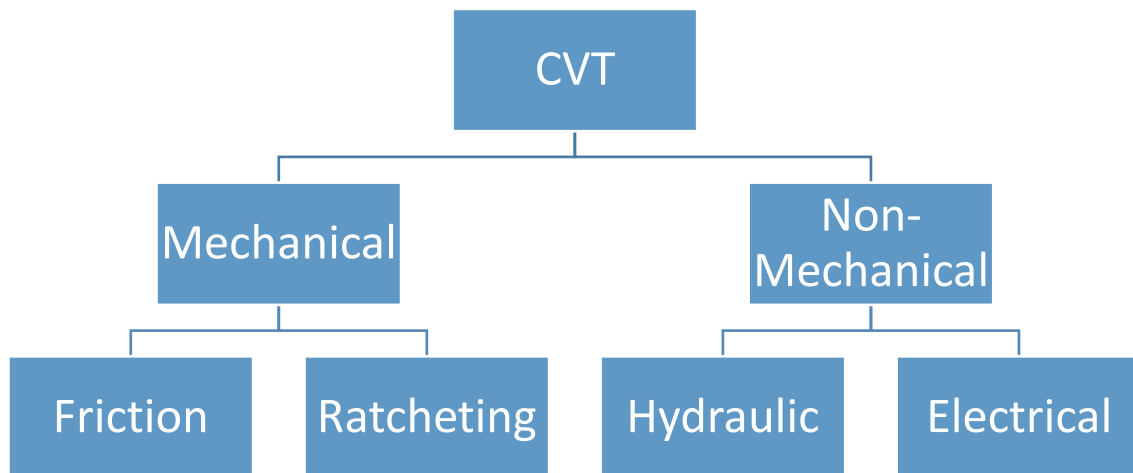 CVT
Mechanical
Non-
Mechanical
Friction
Ratcheting
Hydraulic
Electrical